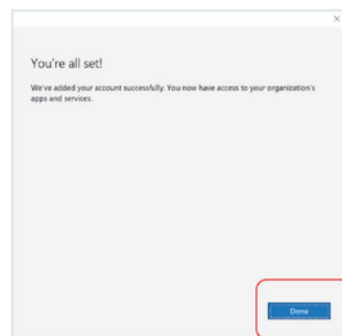 You're all set!
We've added your account successfully. You now have access to your organization's
apps and services.
Done